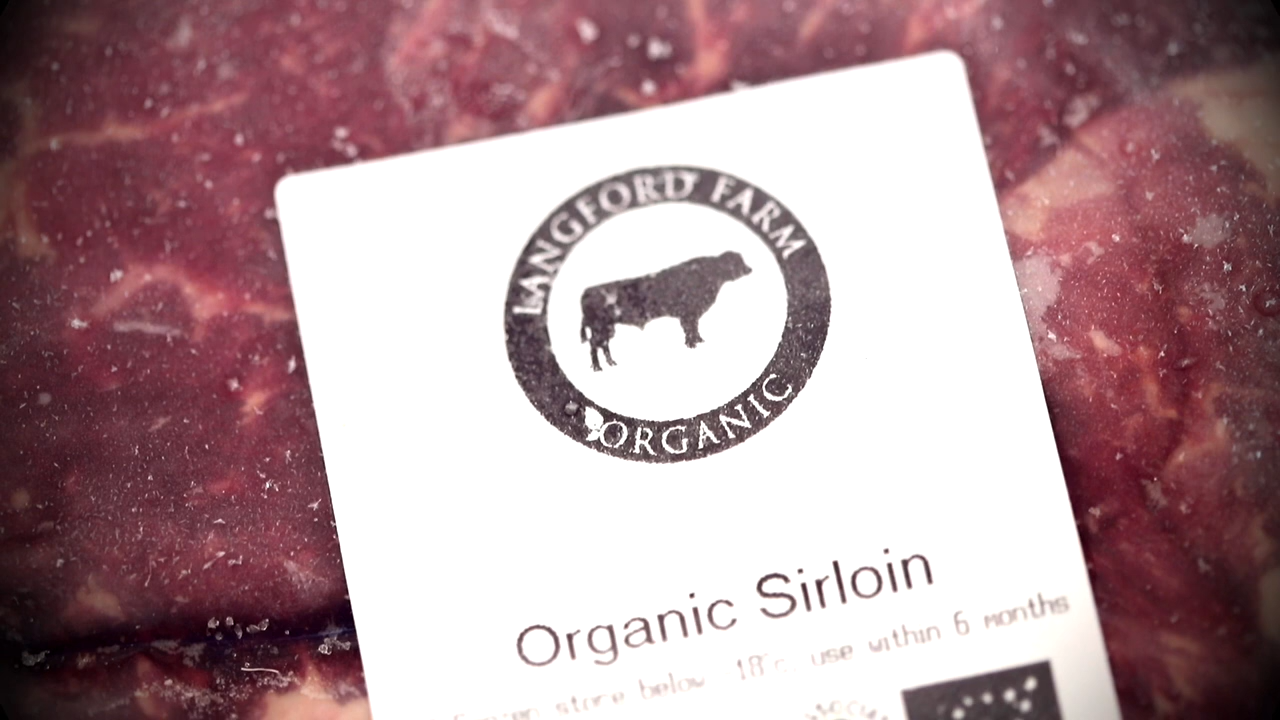 LANGFORD FARM
ORGANIC
Organic Sirloin
store below 18°c, use within 6 months